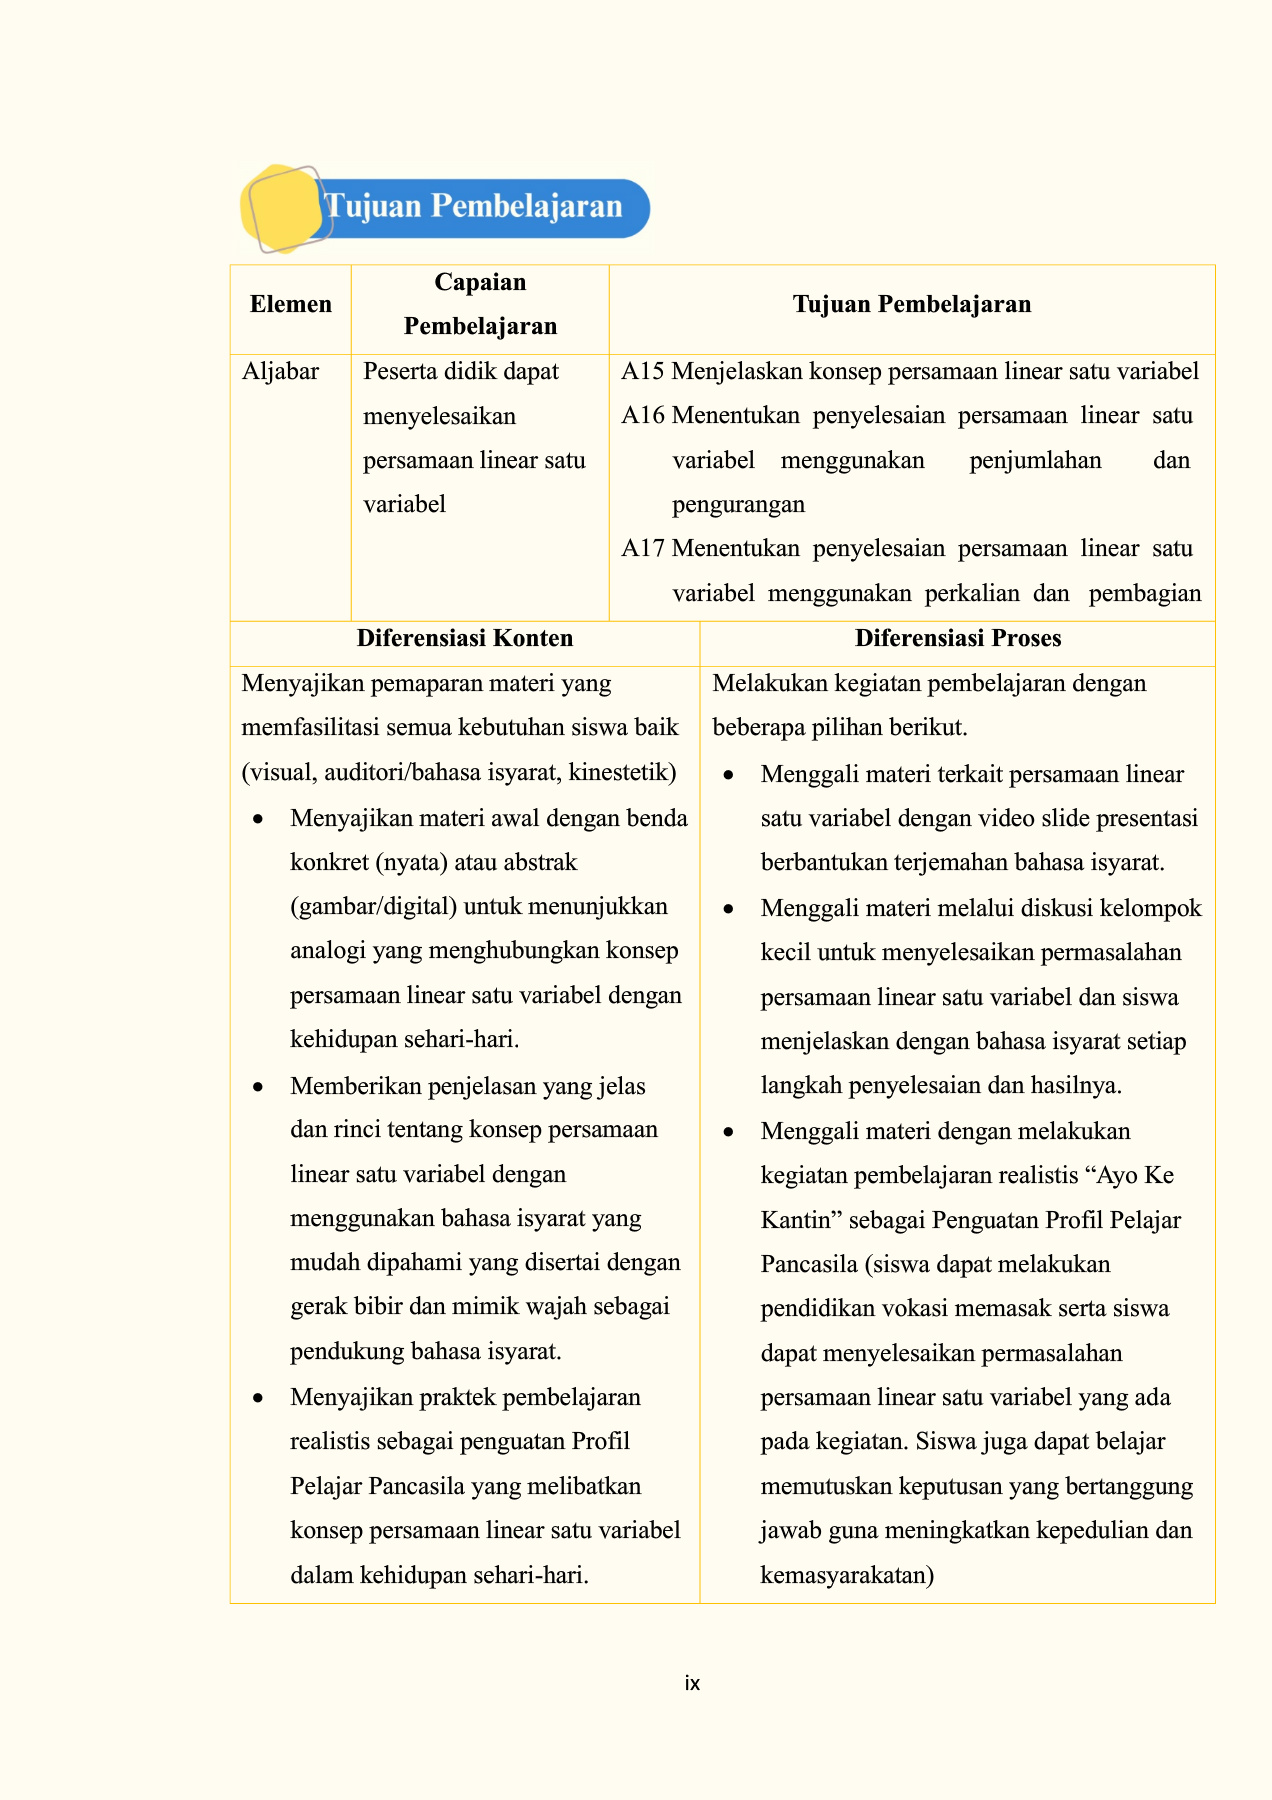 Tujuan Pembelajaran
Elemen
Capaian
Pembelajaran
Tujuan Pembelajaran
Aljabar
Peserta didik dapat
menyelesaikan
persamaan linear satu
variabel
A15 Menjelaskan konsep persamaan linear satu variabel
A16 Menentukan penyelesaian persamaan linear satu
variabel menggunakan penjumlahan dan
pengurangan
A17 Menentukan penyelesaian persamaan linear satu
variabel menggunakan perkalian dan pembagian
Diferensiasi Konten
Menyajikan pemaparan materi yang
memfasilitasi semua kebutuhan siswa baik
(visual, auditori/bahasa isyarat, kinestetik)
• Menyajikan materi awal dengan benda
konkret (nyata) atau abstrak
(gambar/digital) untuk menunjukkan
analogi yang menghubungkan konsep
persamaan linear satu variabel dengan
kehidupan sehari-hari.
• Memberikan penjelasan yang jelas
dan rinci tentang konsep persamaan
linear satu variabel dengan
menggunakan bahasa isyarat yang
mudah dipahami yang disertai dengan
gerak bibir dan mimik wajah sebagai
pendukung bahasa isyarat.
• Menyajikan praktek pembelajaran
realistis sebagai penguatan Profil
Pelajar Pancasila yang melibatkan
konsep persamaan linear satu variabel
dalam kehidupan sehari-hari.
Diferensiasi Proses
Melakukan kegiatan pembelajaran dengan
beberapa pilihan berikut.
• Menggali materi terkait persamaan linear
satu variabel dengan video slide presentasi
berbantukan terjemahan bahasa isyarat.
• Menggali materi melalui diskusi kelompok
kecil untuk menyelesaikan permasalahan
persamaan linear satu variabel dan siswa
menjelaskan dengan bahasa isyarat setiap
langkah penyelesaian dan hasilnya.
• Menggali materi dengan melakukan
kegiatan pembelajaran realistis “Ayo Ke
Kantin” sebagai Penguatan Profil Pelajar
Pancasila (siswa dapat melakukan
pendidikan vokasi memasak serta siswa
dapat menyelesaikan permasalahan
persamaan linear satu variabel yang ada
pada kegiatan. Siswa juga dapat belajar
memutuskan keputusan yang bertanggung
jawab guna meningkatkan kepedulian dan
kemasyarakatan)
ix